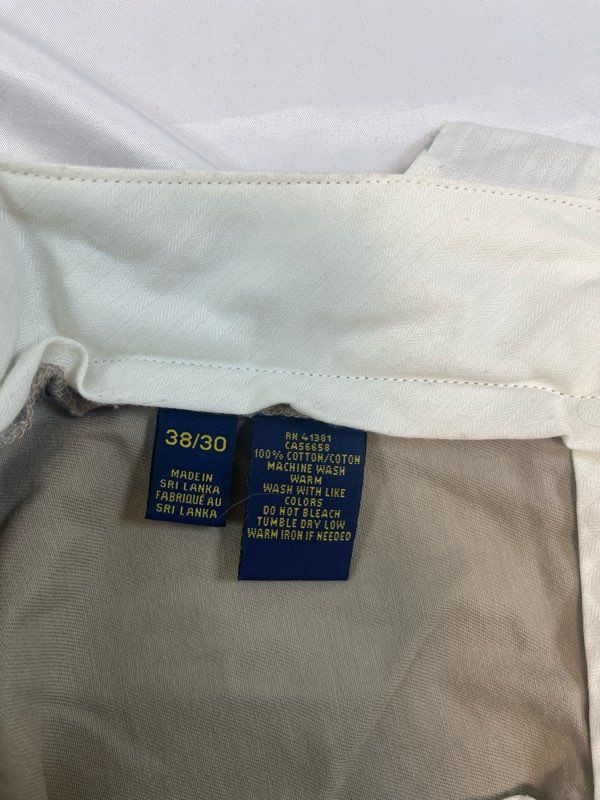 38/30
MADE IN
SRI LANKA
FABRIQUÉ AU
SRI LANKA
RN 41381
CA56658
100% COTTON/COTON
MACHINE WASH
WARM
WASH WITH LIKE
COLORS
DO NOT BLEACH
TUMBLE DRY LOW
WARM IRON IF NEEDED